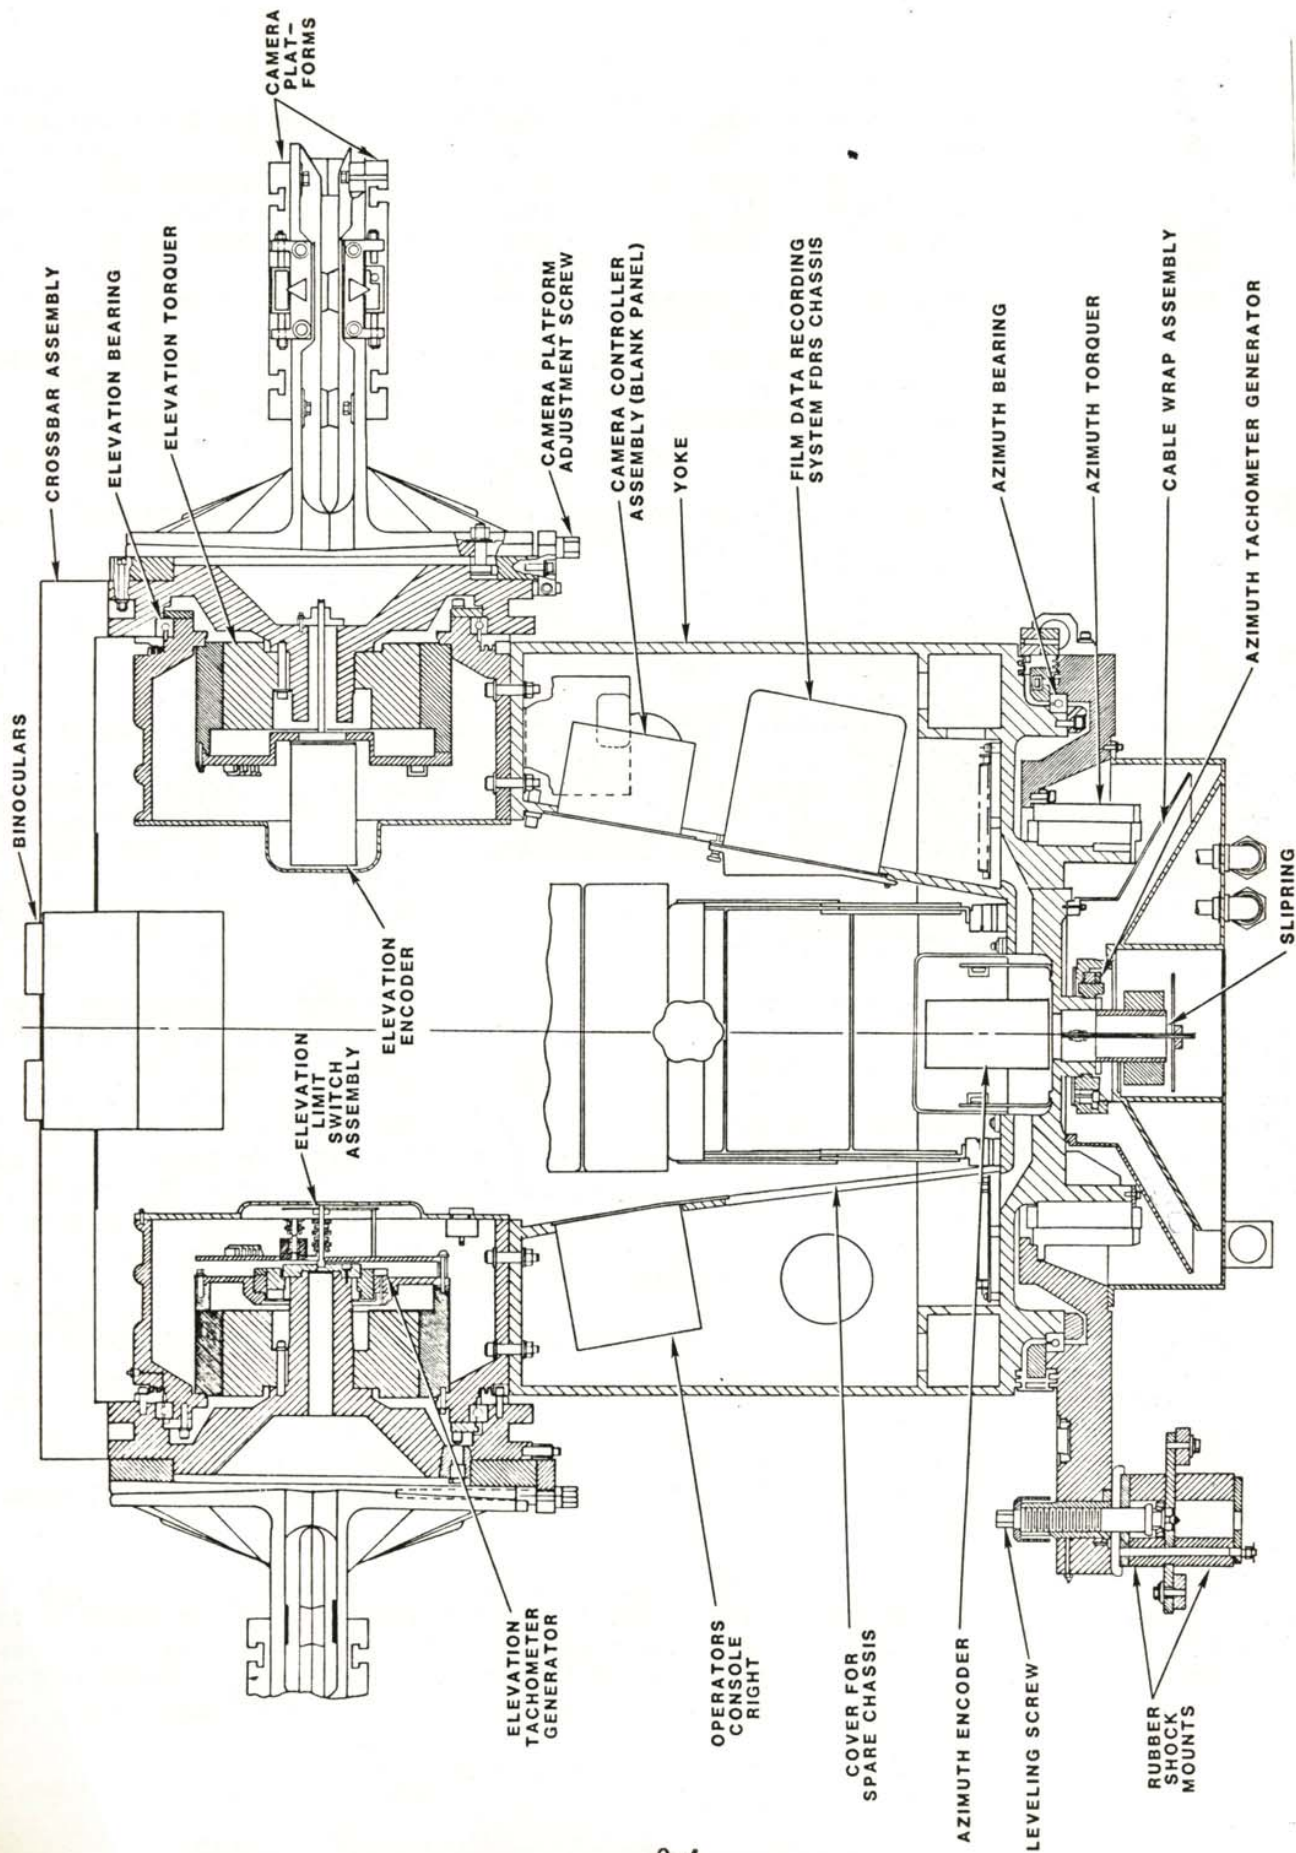 BINOCULARS
CROSSBAR ASSEMBLY
ELEVATION BEARING
ELEVATION TORQUER
CAMERA
PLAT-
FORMS
CAMERA PLATFORM
ADJUSTMENT SCREW
CAMERA CONTROLLER
ASSEMBLY (BLANK PANEL)
YOKE
FILM DATA RECORDING
SYSTEM FDRS CHASSIS
AZIMUTH BEARING
AZIMUTH TORQUER
CABLE WRAP ASSEMBLY
AZIMUTH TACHOMETER GENERATOR
SLIPRING
ELEVATION
ENCODER
ELEVATION
LIMIT
SWITCH
ASSEMBLY
ELEVATION
TACHOMETER
GENERATOR
OPERATORS
CONSOLE
RIGHT
COVER FOR
SPARE CHASSIS
AZIMUTH ENCODER
LEVELING SCREW
RUBBER
SHOCK
MOUNTS